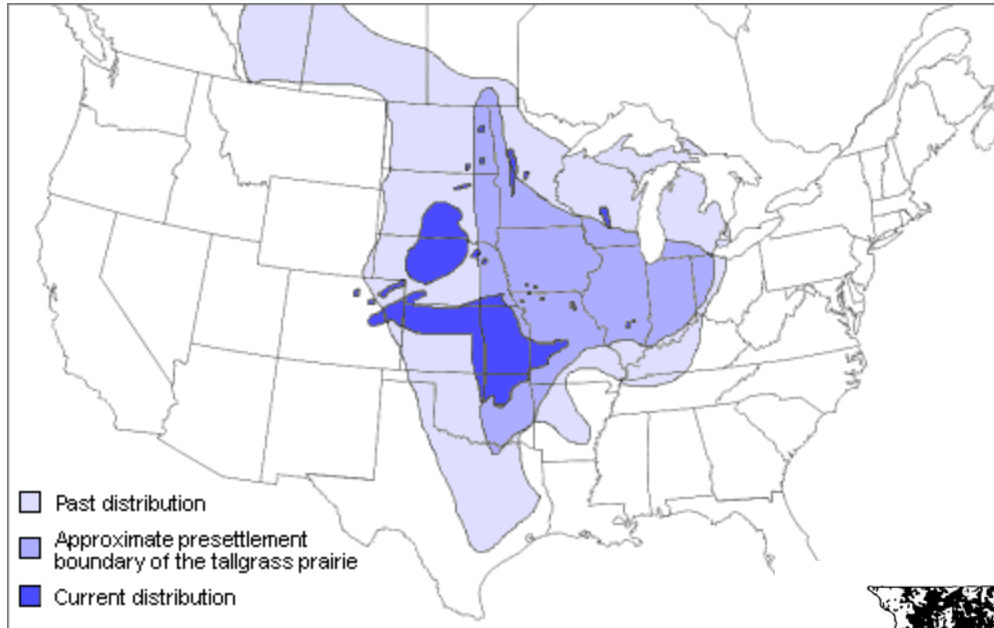 Past distribution
Approximate presettlement
boundary of the tallgrass prairie
Current distribution